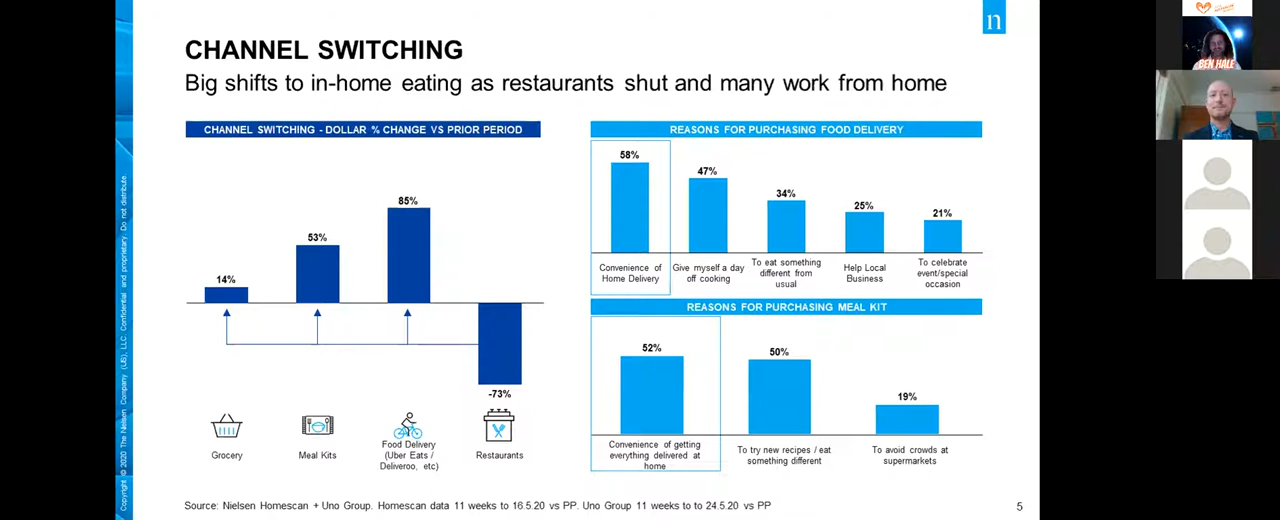 n
CHANNEL SWITCHING
Big shifts to in-home eating as restaurants shut and many work from home
CHANNEL SWITCHING - DOLLAR % CHANGE VS PRIOR PERIOD
14%
53%
85%
-73%
Grocery
Meal Kits
Food Delivery
(Uber Eats /
Deliveroo, etc)
Restaurants
REASONS FOR PURCHASING FOOD DELIVERY
58%
47%
34%
25%
21%
Convenience of
Home Delivery
Give myself a day
off cooking
To eat something
different from
usual
Help Local
Business
To celebrate
event/special
occasion
REASONS FOR PURCHASING MEAL KIT
52%
50%
19%
Convenience of getting
everything delivered at
home
To try new recipes / eat
something different
To avoid crowds at
supermarkets
Source: Nielsen Homescan + Uno Group. Homescan data 11 weeks to 16.5.20 vs PP. Uno Group 11 weeks to to 24.5.20 vs PP
5
Copyright © 2020 The Nielsen Company (US), LLC. Confidential and proprietary. Do not distribute
BEN HALE